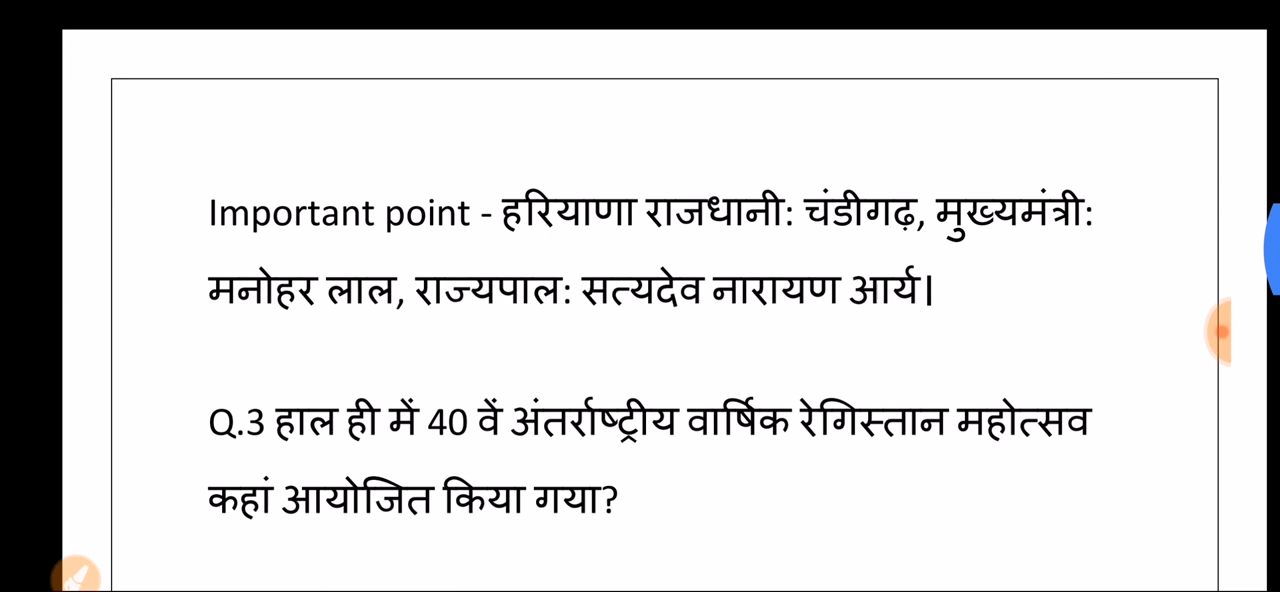 Important point - हरियाणा राजधानी: चंडीगढ़, मुख्यमंत्री:
मनोहर लाल, राज्यपाल: सत्यदेव नारायण आर्य।
Q.3 हाल ही में 40 वें अंतर्राष्ट्रीय वार्षिक रेगिस्तान महोत्सव
कहां आयोजित किया गया?